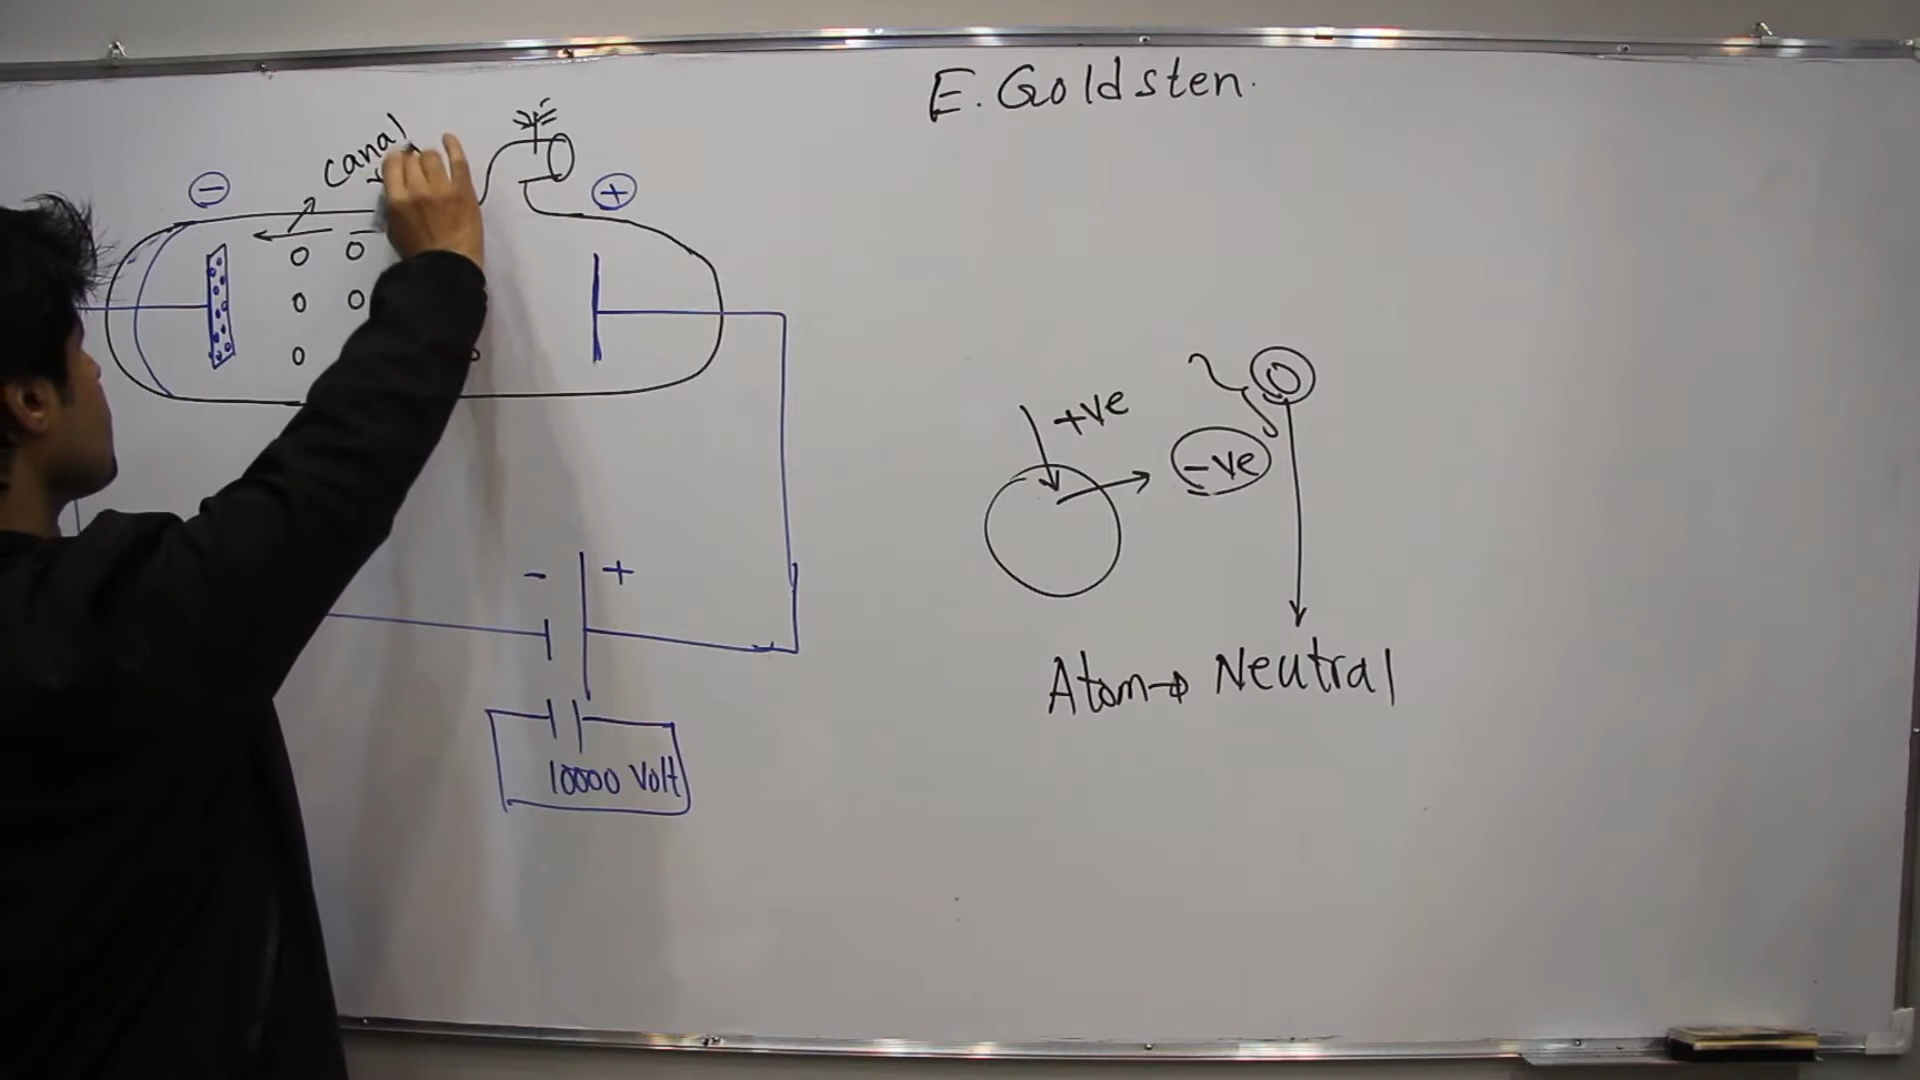 E. Goldsten.
canal
− +
+ve
-ve
- +
Atom → Neutral
10000 Volt